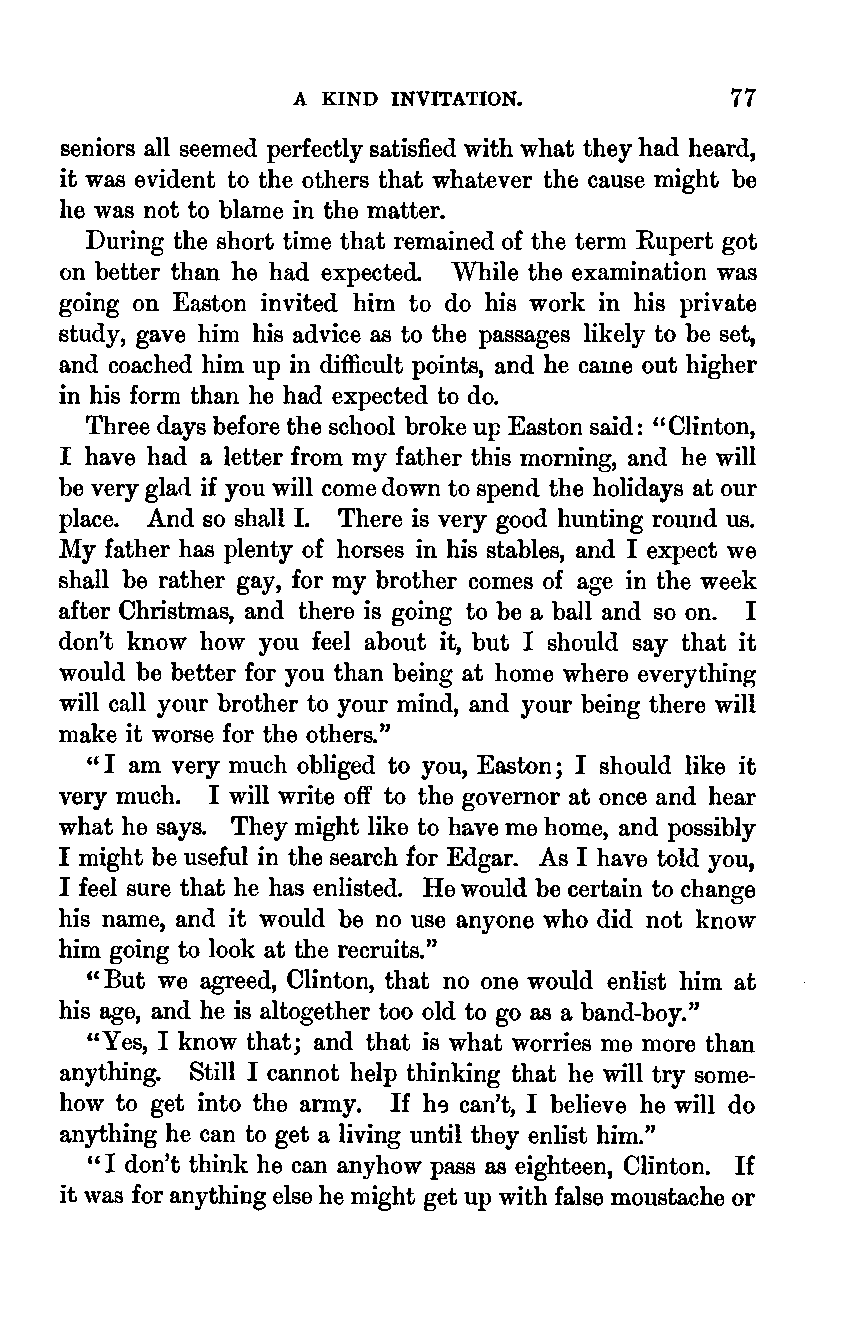 A KIND INVITATION. 77
seniors all seemed perfectly satisfied with what they had heard,
it was evident to the others that whatever the cause might be
he was not to blame in the matter.
During the short time that remained of the term Rupert got
on better than he had expected. While the examination was
going on Easton invited him to do his work in his private
study, gave him his advice as to the passages likely to be set,
and coached him up in difficult points, and he came out higher
in his form than he had expected to do.
Three days before the school broke up Easton said: “Clinton,
I have had a letter from my father this morning, and he will
be very glad if you will come down to spend the holidays at our
place. And so shall I. There is very good hunting round us.
My father has plenty of horses in his stables, and I expect we
shall be rather gay, for my brother comes of age in the week
after Christmas, and there is going to be a ball and so on. I
don't know how you feel about it, but I should say that it
would be better for you than being at home where everything
will call your brother to your mind, and your being there will
make it worse for the others.”
“I am very much obliged to you, Easton; I should like it
very much. I will write off to the governor at once and hear
what he says. They might like to have me home, and possibly
I might be useful in the search for Edgar. As I have told you,
I feel sure that he has enlisted. He would be certain to change
his name, and it would be no use anyone who did not know
him going to look at the recruits.”
“But we agreed, Clinton, that no one would enlist him at
his age, and he is altogether too old to go as a band-boy.”
“Yes, I know that; and that is what worries me more than
anything. Still I cannot help thinking that he will try some-
how to get into the army. If he can't, I believe he will do
anything he can to get a living until they enlist him.”
“I don't think he can anyhow pass as eighteen, Clinton. If
it was for anything else he might get up with false moustache or